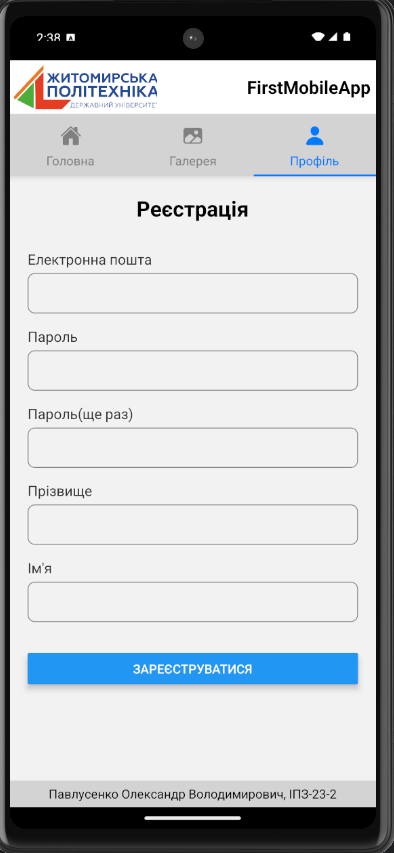 2:38
ЖИТОМИРСЬКА
ПОЛІТЕХНІКА
ДЕРЖАВНИЙ УНІВЕРСИТЕТ
FirstMobileApp
Головна
Галерея
Профіль
Реєстрація
Електронна пошта
Пароль
Пароль(ще раз)
Прізвище
Ім'я
ЗАРЕЄСТРУВАТИСЯ
Павлусенко Олександр Володимирович, ІПЗ-23-2